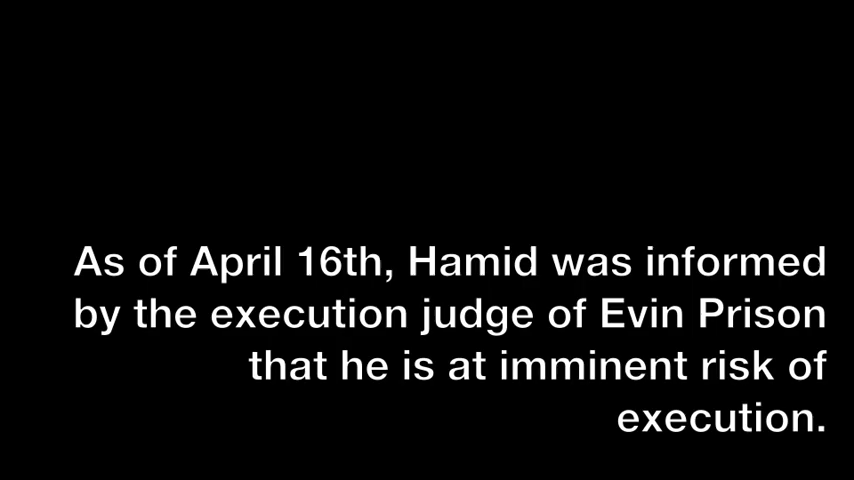 As of April 16th, Hamid was informed
by the execution judge of Evin Prison
that he is at imminent risk of
execution.